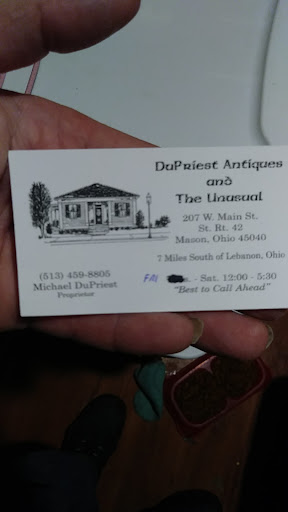 DuPriest Antiques
and
The Unusual
207 W. Main St.
St. Rt. 42
Mason, Ohio 45040
7 Miles South of Lebanon, Ohio
(513) 459-8805
Michael DuPriest
Proprietor
FRI - Sat. 12:00 - 5:30
"Best to Call Ahead"